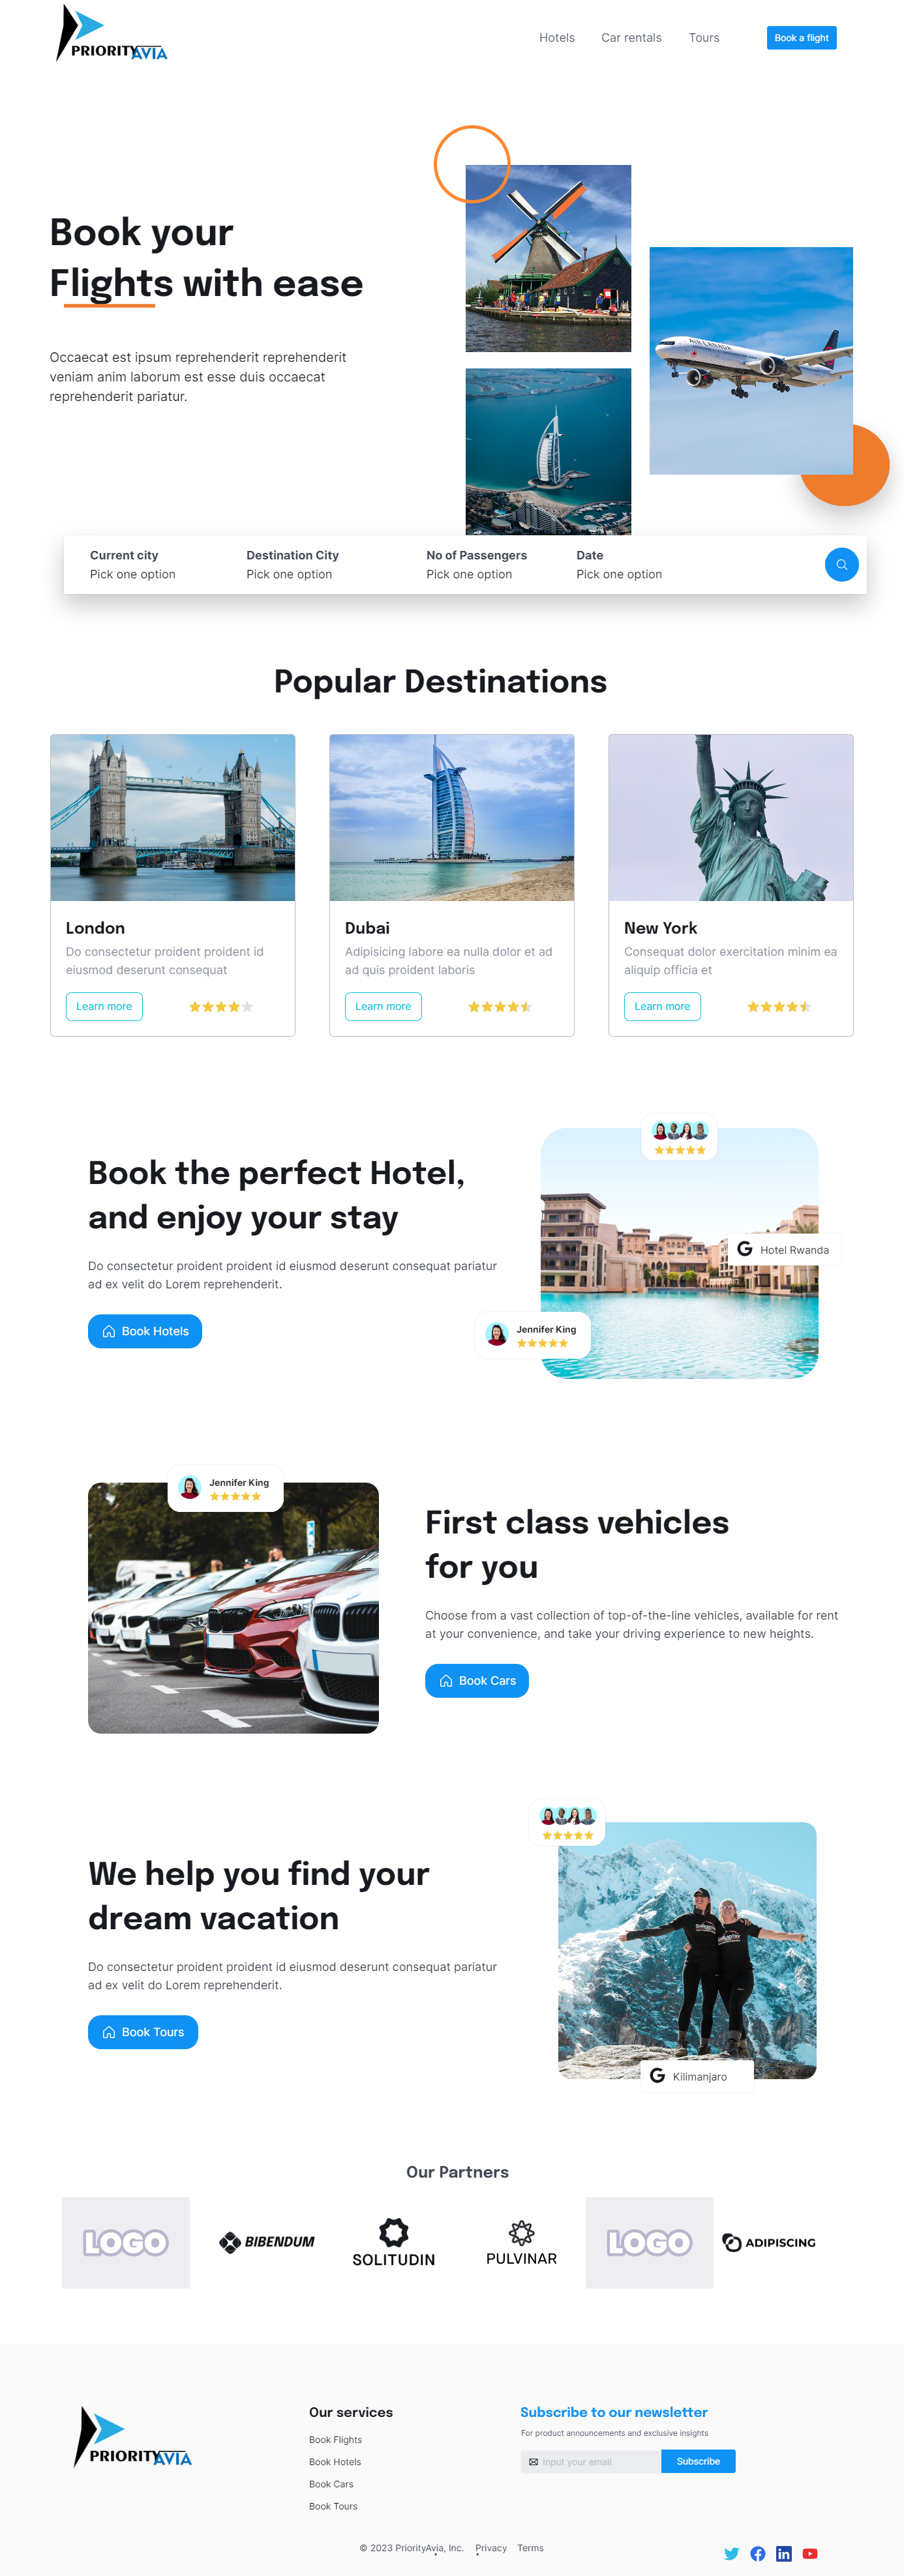 PRIORITYAVIA
Hotels Car rentals Tours Book a flight
Book your
Flights with ease
Occaecat est ipsum reprehenderit reprehenderit
veniam anim laborum est esse duis occaecat
reprehenderit pariatur.
AIR CANADA
Current city Destination City No of Passengers Date
Pick one option Pick one option Pick one option Pick one option
Popular Destinations
London
Do consectetur proident proident id
eiusmod deserunt consequat
Learn more
Dubai
Adipisicing labore ea nulla dolor et ad
ad quis proident laboris
Learn more
New York
Consequat dolor exercitation minim ea
aliquip officia et
Learn more
Book the perfect Hotel,
and enjoy your stay
Do consectetur proident proident id eiusmod deserunt consequat pariatur
ad ex velit do Lorem reprehenderit.
Book Hotels
Hotel Rwanda
Jennifer King
Jennifer King
First class vehicles
for you
Choose from a vast collection of top-of-the-line vehicles, available for rent
at your convenience, and take your driving experience to new heights.
Book Cars
We help you find your
dream vacation
Do consectetur proident proident id eiusmod deserunt consequat pariatur
ad ex velit do Lorem reprehenderit.
Book Tours
Kilimanjaro
Our Partners
LOGO BIBENDUM SOLITUDIN PULVINAR LOGO ADIPISCING
PRIORITYAVIA
Our services
Book Flights
Book Hotels
Book Cars
Book Tours
Subscribe to our newsletter
For product announcements and exclusive insights
Input your email Subscribe
© 2023 PriorityAvia, Inc. Privacy Terms